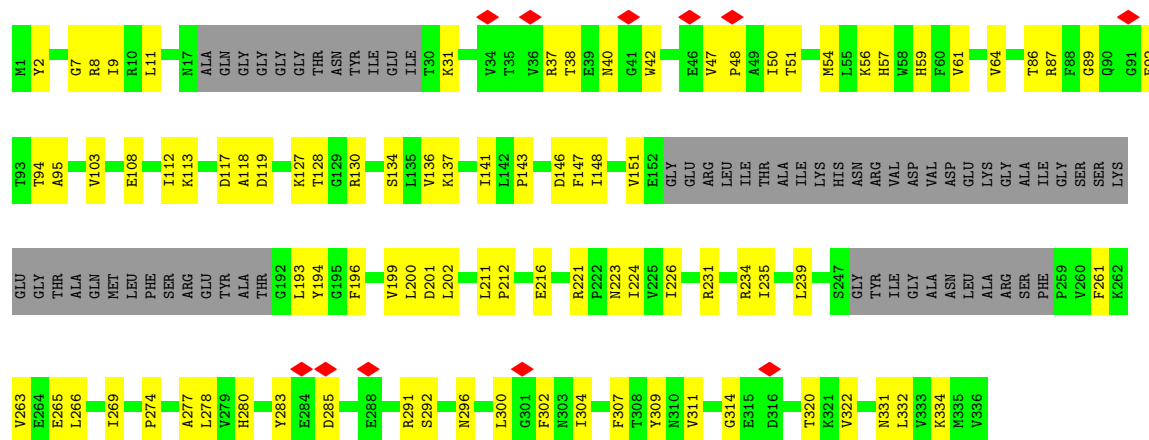 M1 Y2 G7 R8 I9 R10 L11 N17 ALA GLN GLY GLY GLY GLY THR ASN TYR ILE GLU ILE T30 K31 V34 T35 V36 R37 T38 E39 N40 G41 W42 E46 V47 P48 A49 I50 T51 M54 L55 K56 H57 W58 H59 F60 V61 V64 T86 R87 F88 G89 Q90 G91
T93 T94 A95 V103 E108 I112 K113 D117 A118 D119 K127 T128 G129 R130 S134 L135 V136 K137 I141 L142 P143 D146 F147 I148 V151 E152 GLY GLU ARG LEU ILE THR ALA ILE LYS HIS ASN ARG VAL ASP VAL ASP GLU LYS GLY ALA ILE GLY SER SER LYS
GLU GLY THR ALA GLN MET LEU PHE SER ARG GLU TYR ALA THR G192 L193 Y194 G195 F196 V199 L200 D201 L202 L211 P212 E216 R221 P222 N223 I224 V225 I226 R231 R234 I235 L239 S247 GLY TYR ILE GLY ALA ASN LEU ALA ARG SER PHE P259 V260 F261 K262
V263 E264 E265 L266 I269 P274 A277 L278 V279 H280 Y283 E284 D285 E288 R291 S292 N296 L300 G301 F302 N303 I304 F307 T308 Y309 N310 V311 G314 E315 D316 T320 K321 V322 N331 L332 V333 K334 M335 V336